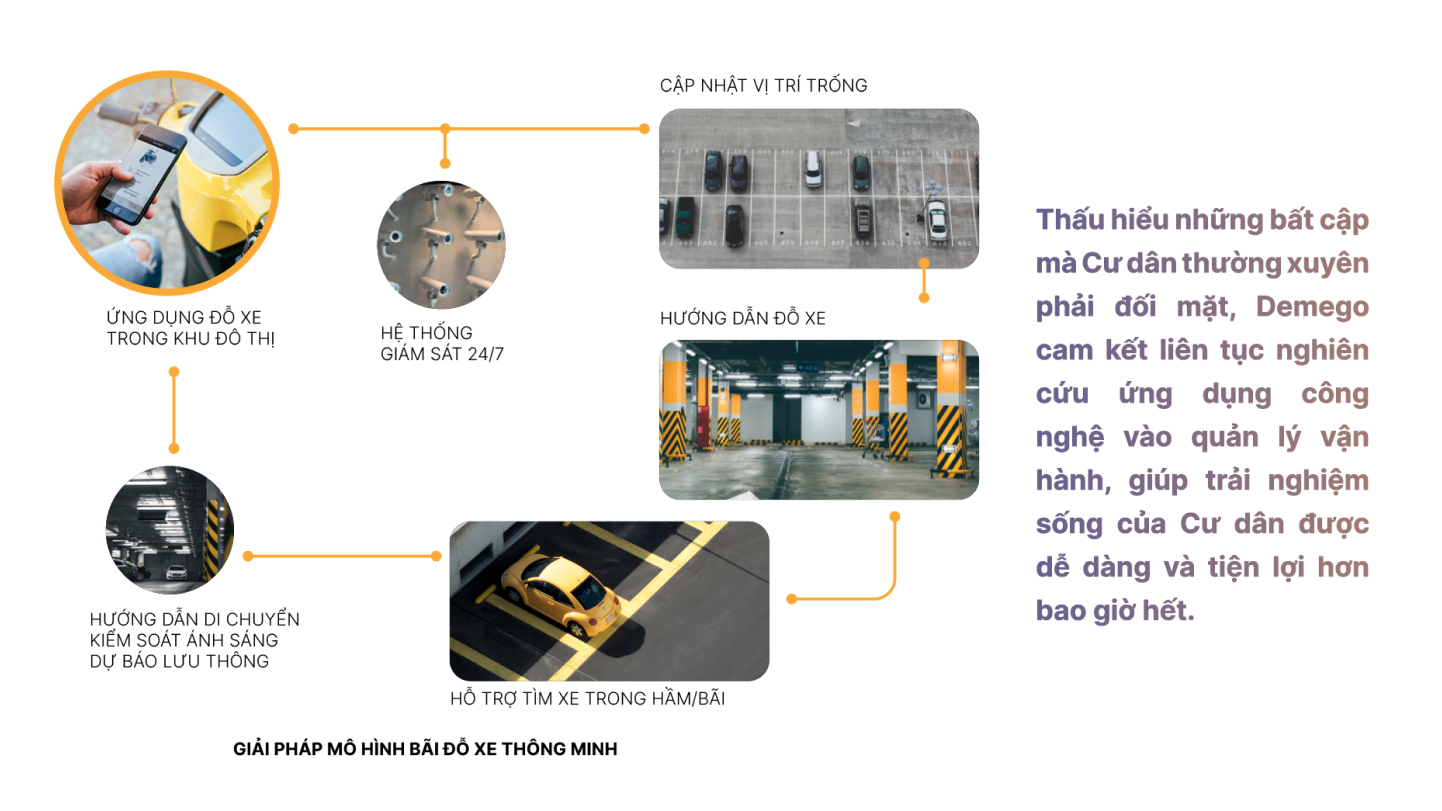 CẬP NHẬT VỊ TRÍ TRỐNG
ỨNG DỤNG ĐỖ XE
TRONG KHU ĐÔ THỊ
HỆ THỐNG
GIÁM SÁT 24/7
HƯỚNG DẪN ĐỖ XE
HƯỚNG DẪN DI CHUYỂN
KIỂM SOÁT ÁNH SÁNG
DỰ BÁO LƯU THÔNG
HỖ TRỢ TÌM XE TRONG HẦM/BÃI
GIẢI PHÁP MÔ HÌNH BÃI ĐỖ XE THÔNG MINH
Thấu hiểu những bất cập
mà Cư dân thường xuyên
phải đối mặt, Demego
cam kết liên tục nghiên
cứu ứng dụng công
nghệ vào quản lý vận
hành, giúp trải nghiệm
sống của Cư dân được
dễ dàng và tiện lợi hơn
bao giờ hết.